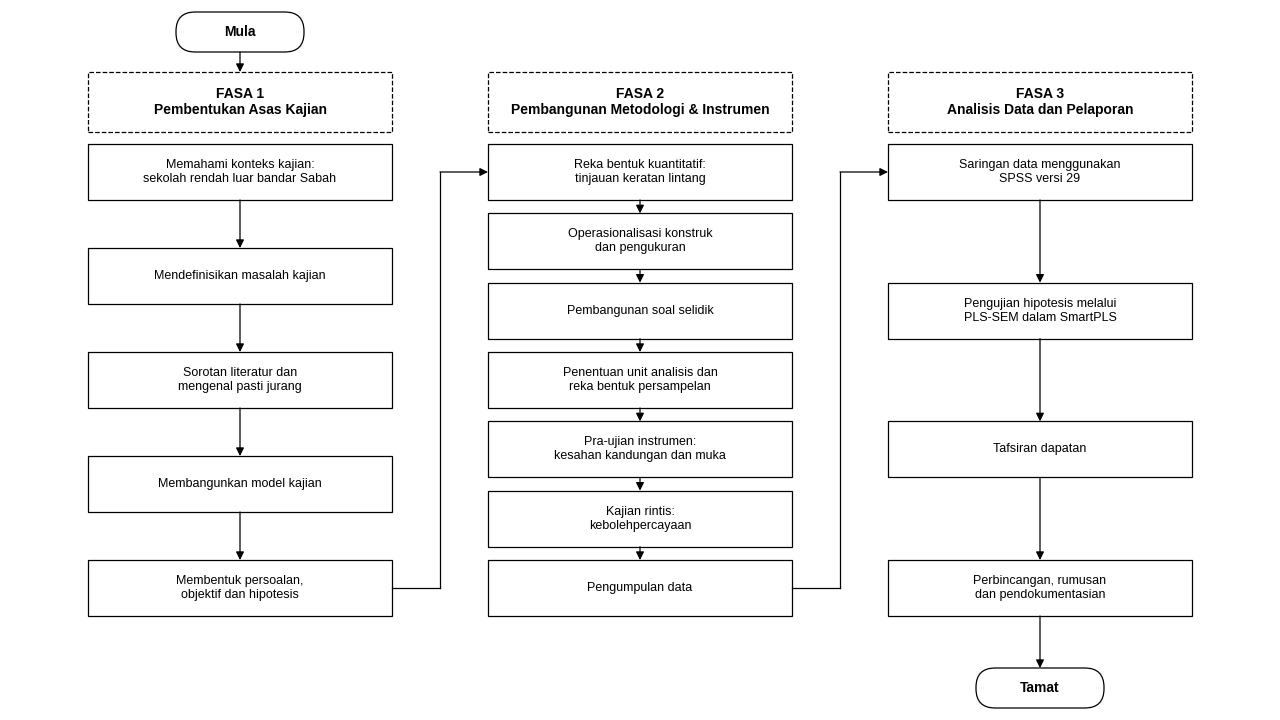 Mula
FASA 1
Pembentukan Asas Kajian
Memahami konteks kajian:
sekolah rendah luar bandar Sabah
Mendefinisikan masalah kajian
Sorotan literatur dan
mengenal pasti jurang
Membangunkan model kajian
Membentuk persoalan,
objektif dan hipotesis
FASA 2
Pembangunan Metodologi & Instrumen
Reka bentuk kuantitatif:
tinjauan keratan lintang
Operasionalisasi konstruk
dan pengukuran
Pembangunan soal selidik
Penentuan unit analisis dan
reka bentuk persampelan
Pra-ujian instrumen:
kesahan kandungan dan muka
Kajian rintis:
kebolehpercayaan
Pengumpulan data
FASA 3
Analisis Data dan Pelaporan
Saringan data menggunakan
SPSS versi 29
Pengujian hipotesis melalui
PLS-SEM dalam SmartPLS
Tafsiran dapatan
Perbincangan, rumusan
dan pendokumentasian
Tamat